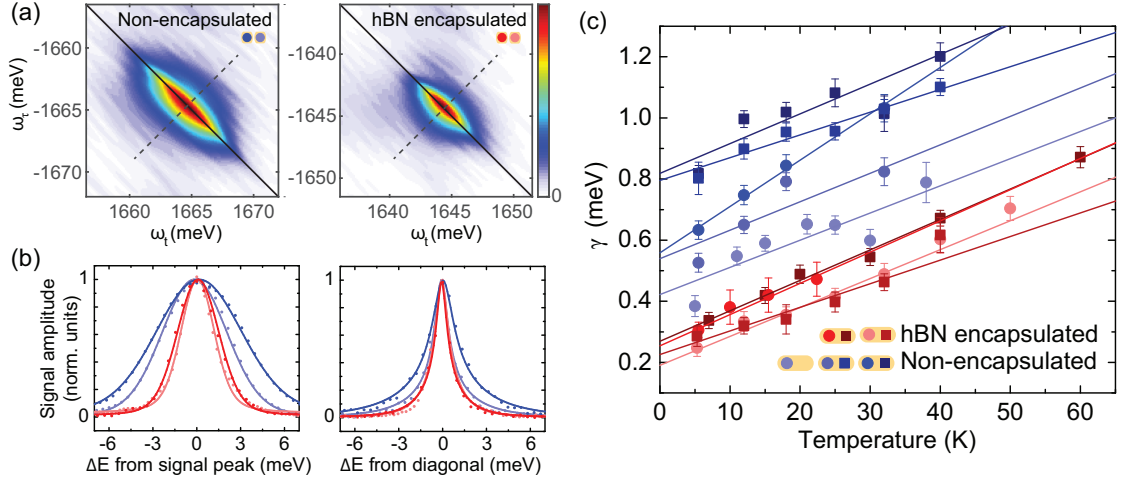 (a)
Non-encapsulated
-1660
-1665
-1670
ω_τ (meV)
1660
1665
1670
ω_t (meV)
hBN encapsulated
-1640
-1645
-1650
1640
1645
1650
ω_t (meV)
0
(b)
Signal amplitude
(norm. units)
1
0
-6
-3
0
3
6
ΔE from signal peak (meV)
1
0
-6
-3
0
3
6
ΔE from diagonal (meV)
(c)
γ (meV)
1.2
1.0
0.8
0.6
0.4
0.2
0
10
20
30
40
50
60
Temperature (K)
hBN encapsulated
Non-encapsulated